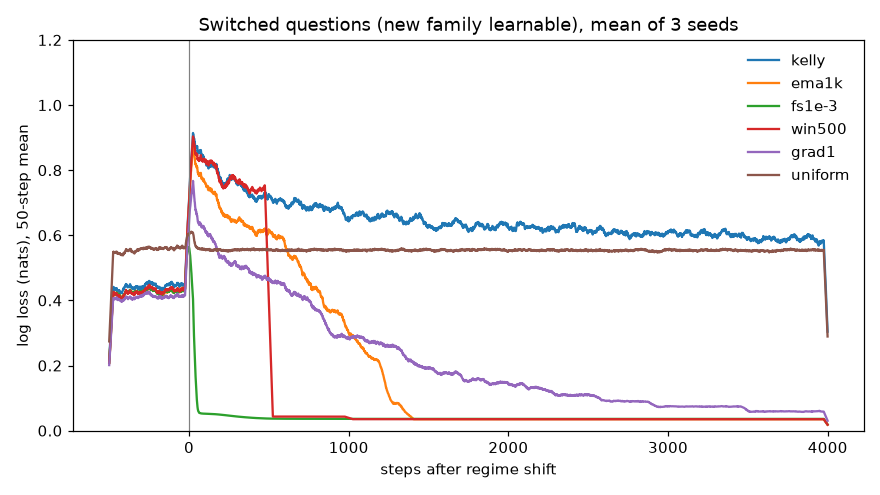 Switched questions (new family learnable), mean of 3 seeds
log loss (nats), 50-step mean
1.2
1.0
0.8
0.6
0.4
0.2
0.0
kelly
ema1k
fs1e-3
win500
grad1
uniform
0
1000
2000
3000
4000
steps after regime shift